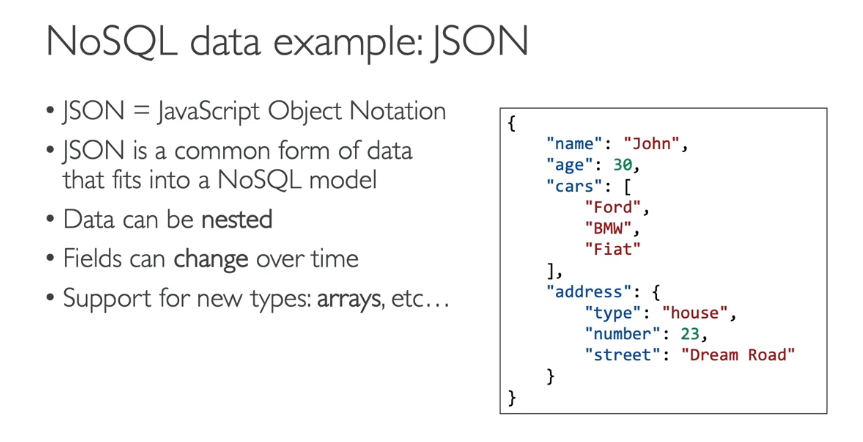 NoSQL data example: JSON
• JSON = JavaScript Object Notation
• JSON is a common form of data
that fits into a NoSQL model
• Data can be nested
• Fields can change over time
• Support for new types: arrays, etc…
{
    "name": "John",
    "age": 30,
    "cars": [
        "Ford",
        "BMW",
        "Fiat"
    ],
    "address": {
        "type": "house",
        "number": 23,
        "street": "Dream Road"
    }
}